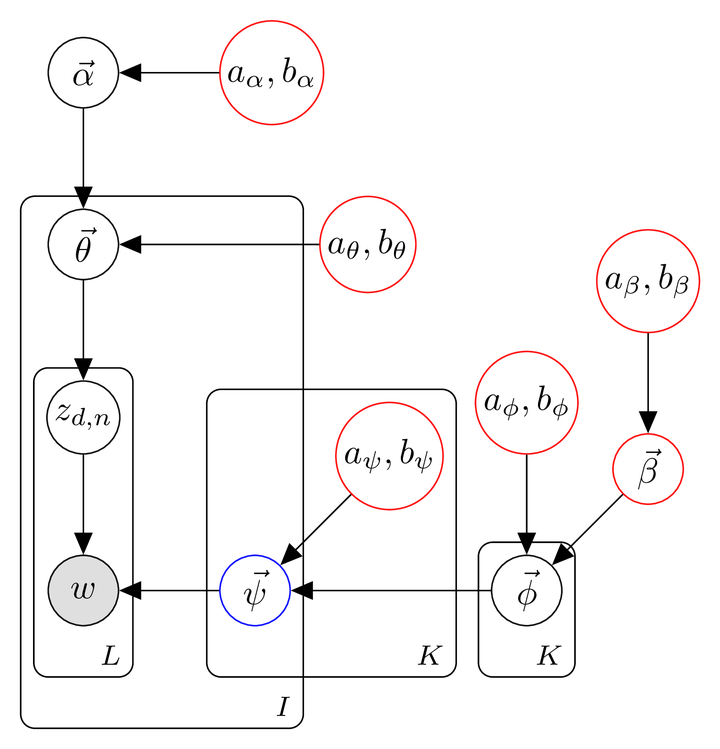 α⃗
a_α, b_α
θ⃗
a_θ, b_θ
a_β, b_β
z_{d,n}
a_ϕ, b_ϕ
a_ψ, b_ψ
β⃗
w
ψ⃗
ϕ⃗
L
K
K
I